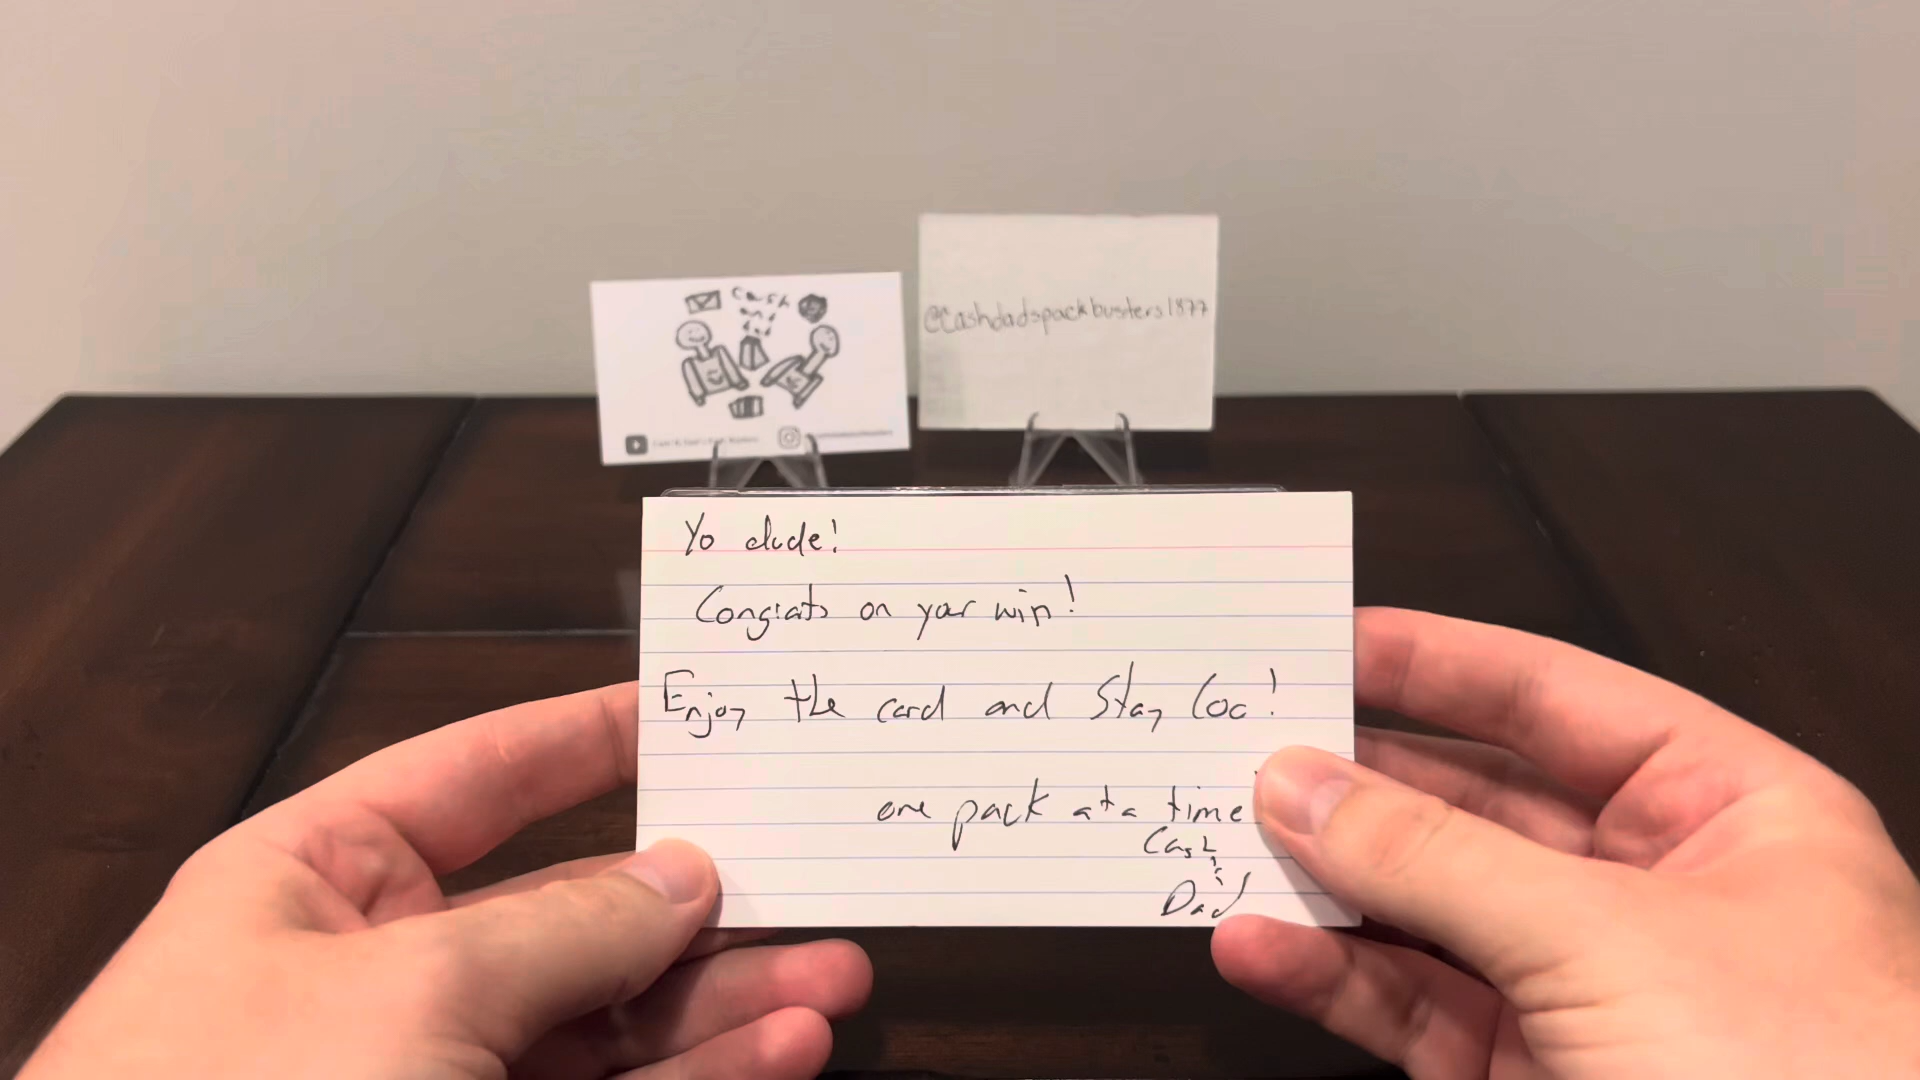 Cash
@cashdadspackbusters1877
Yo dude!
Congrats on your win!
Enjoy the card and Stay Loc!
one pack at a time
Cash
&
Dad